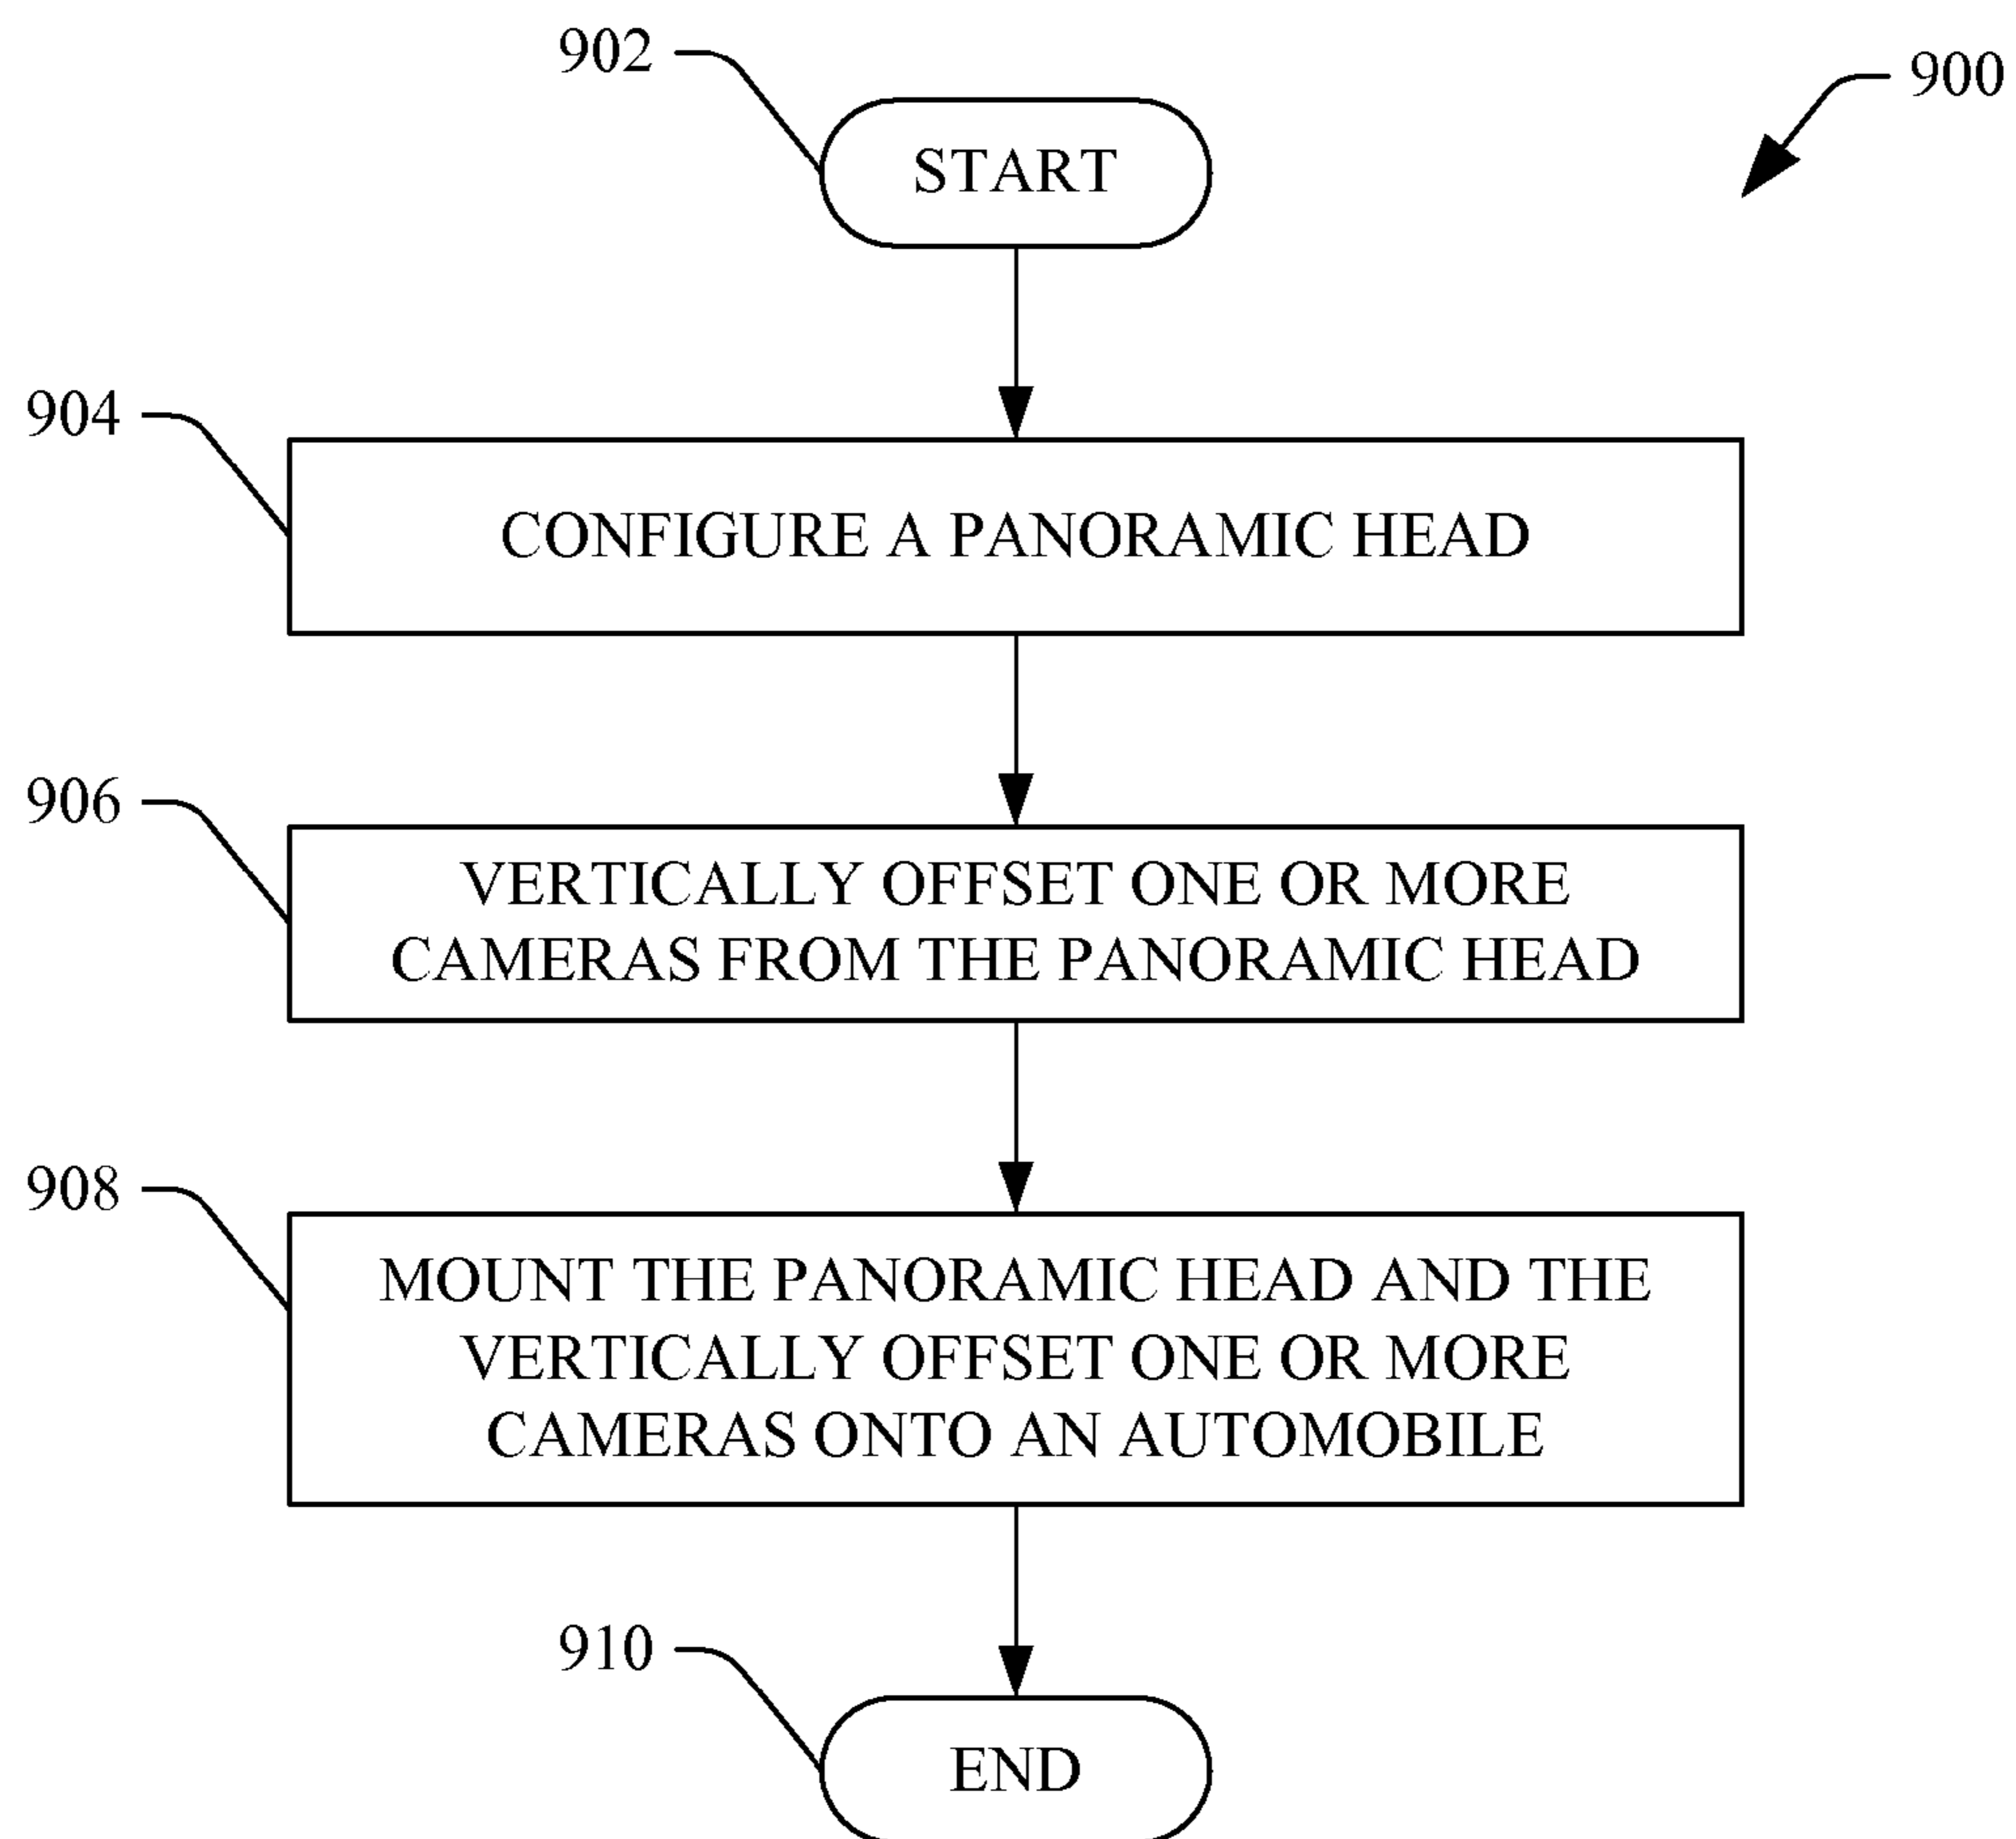 902
900
START
904
CONFIGURE A PANORAMIC HEAD
906
VERTICALLY OFFSET ONE OR MORE
CAMERAS FROM THE PANORAMIC HEAD
908
MOUNT THE PANORAMIC HEAD AND THE
VERTICALLY OFFSET ONE OR MORE
CAMERAS ONTO AN AUTOMOBILE
910
END